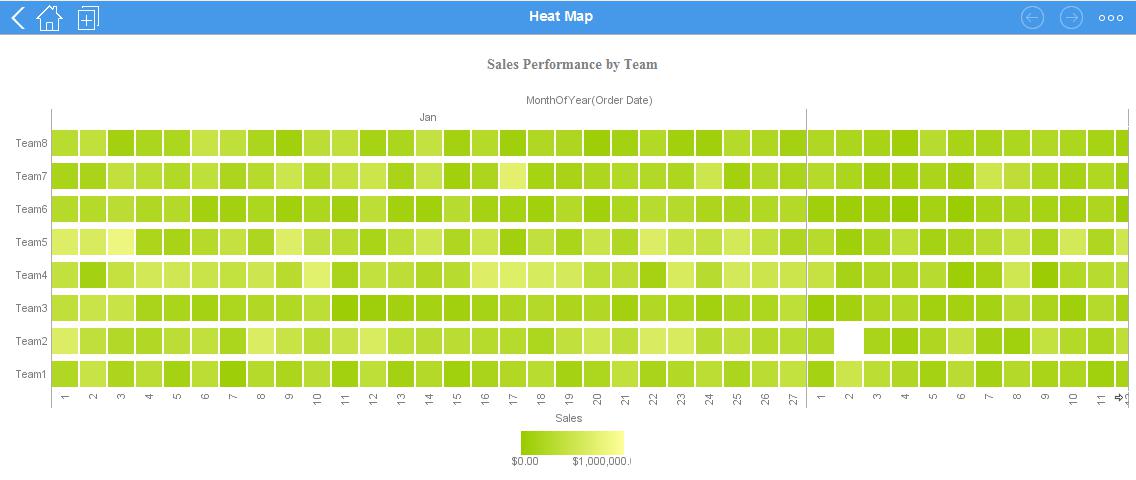 Heat Map
Sales Performance by Team
MonthOfYear(Order Date)
Jan
Team8
Team7
Team6
Team5
Team4
Team3
Team2
Team1
1 2 3 4 5 6 7 8 9 10 11 12 13 14 15 16 17 18 19 20 21 22 23 24 25 26 27 1 2 3 4 5 6 7 8 9 10 11
Sales
$0.00 $1,000,000.